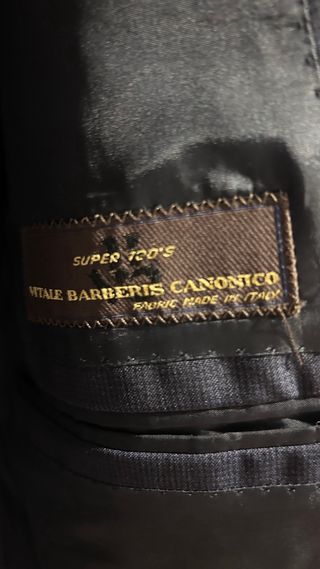 SUPER 100'S
VITALE BARBERIS CANONICO
FABRIC MADE IN ITALY